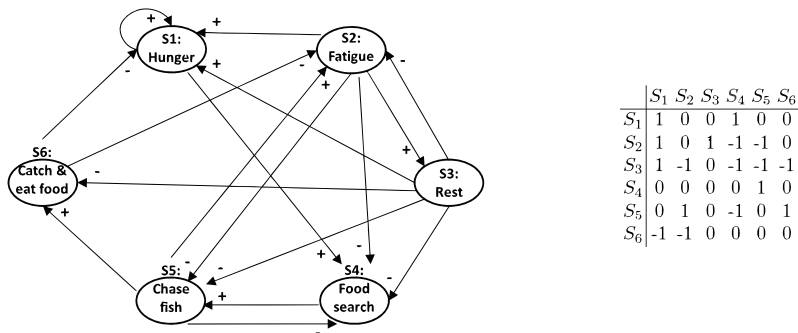 +
S1:
Hunger
+
S2:
Fatigue
+
-
-
+
-
S6:
Catch &
eat food
-
+
S3:
Rest
+
-
-
+
-
-
S5:
Chase
fish
+
S4:
Food
search
S₁ S₂ S₃ S₄ S₅ S₆
S₁ 1 0 0 1 0 0
S₂ 1 0 1 -1 -1 0
S₃ 1 -1 0 -1 -1 -1
S₄ 0 0 0 0 1 0
S₅ 0 1 0 -1 0 1
S₆ -1 -1 0 0 0 0